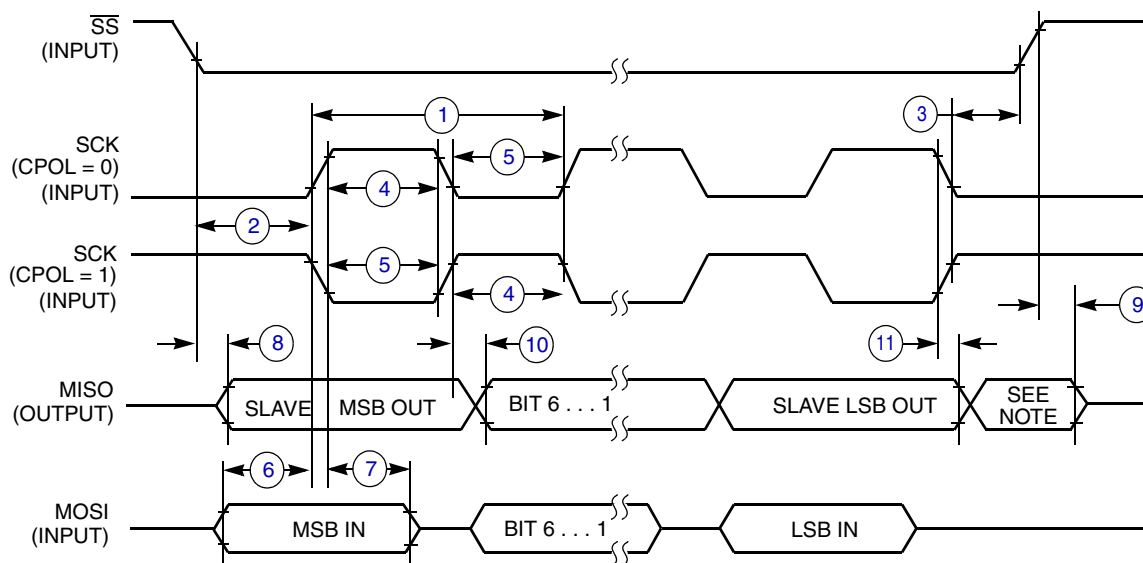 SS
(INPUT)
1
3
SCK
(CPOL = 0)
(INPUT)
5
4
2
SCK
(CPOL = 1)
(INPUT)
5
4
9
8
10
11
MISO
(OUTPUT)
SLAVE
MSB OUT
BIT 6 . . . 1
SLAVE LSB OUT
SEE
NOTE
6
7
MOSI
(INPUT)
MSB IN
BIT 6 . . . 1
LSB IN